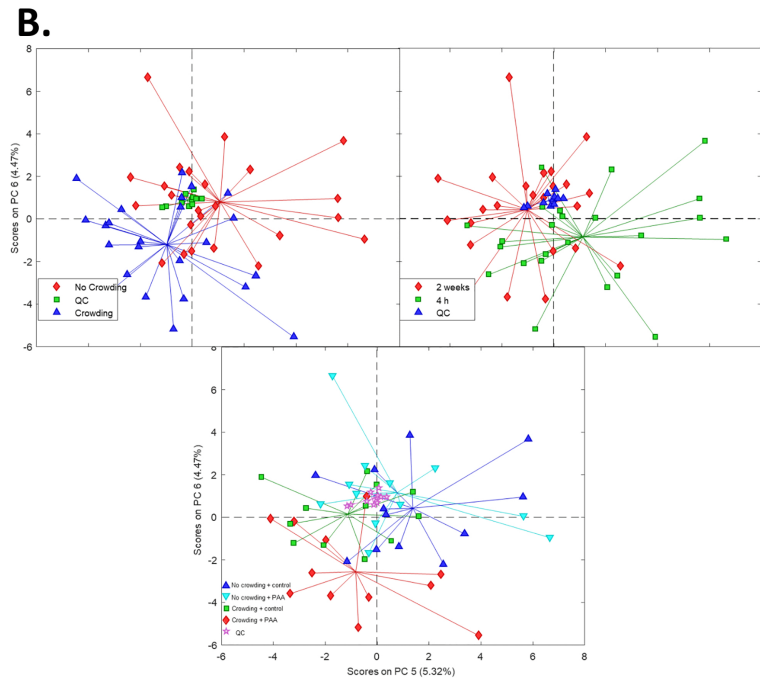 B.
8
6
4
2
0
-2
-4
-6
Scores on PC 6 (4.47%)
No Crowding
QC
Crowding
2 weeks
4 h
QC
8
6
4
2
0
-2
-4
-6
Scores on PC 6 (4.47%)
No crowding + control
No crowding + PAA
Crowding + control
Crowding + PAA
QC
-6 -4 -2 0 2 4 6 8
Scores on PC 5 (5.32%)